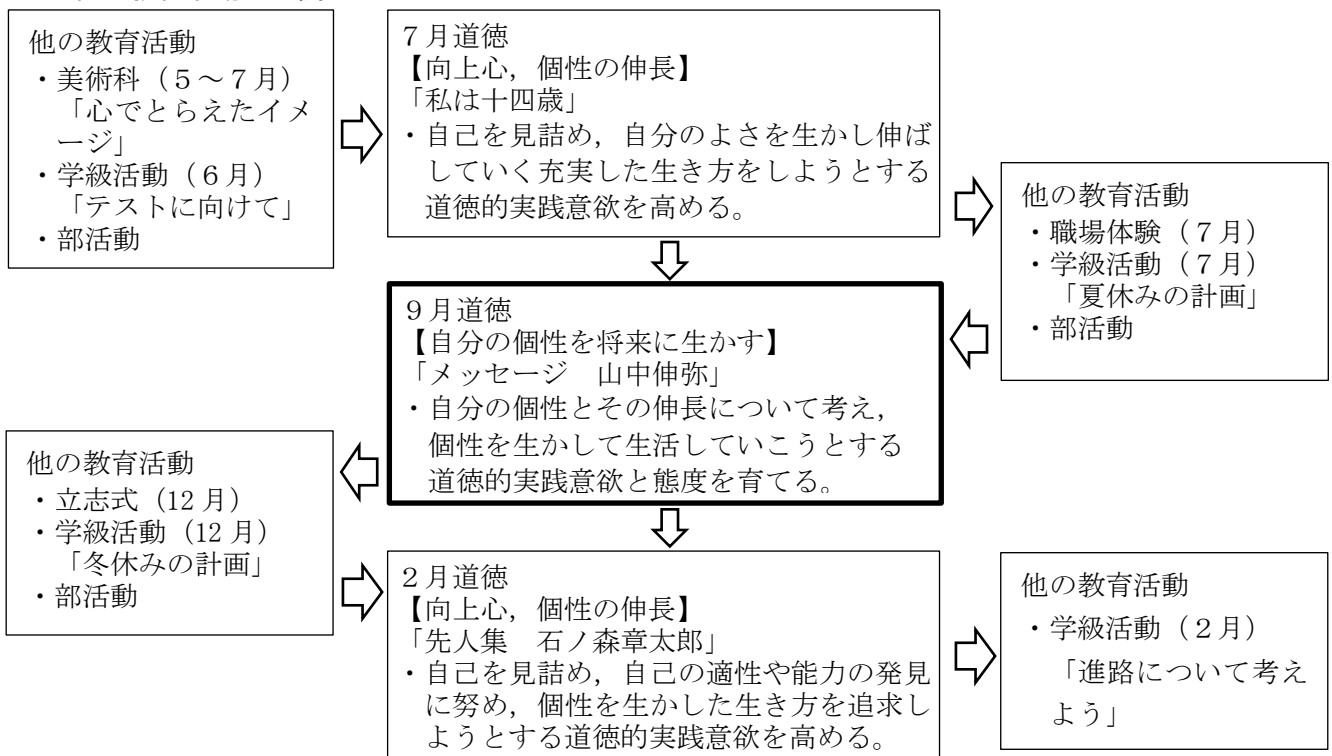 他の教育活動
・美術科（５～７月）
「心でとらえたイメ
ージ」
・学級活動（６月）
「テストに向けて」
・部活動
７月道徳
【向上心，個性の伸長】
「私は十四歳」
・自己を見詰め，自分のよさを生かし伸ば
していく充実した生き方をしようとする
道徳的実践意欲を高める。
他の教育活動
・職場体験（７月）
・学級活動（７月）
「夏休みの計画」
・部活動
９月道徳
【自分の個性を将来に生かす】
「メッセージ　山中伸弥」
・自分の個性とその伸長について考え，
個性を生かして生活していこうとする
道徳的実践意欲と態度を育てる。
他の教育活動
・立志式（12 月）
・学級活動（12 月）
「冬休みの計画」
・部活動
２月道徳
【向上心，個性の伸長】
「先人集　石ノ森章太郎」
・自己を見詰め，自己の適性や能力の発見
に努め，個性を生かした生き方を追求し
ようとする道徳的実践意欲を高める。
他の教育活動
・学級活動（２月）
「進路について考え
よう」